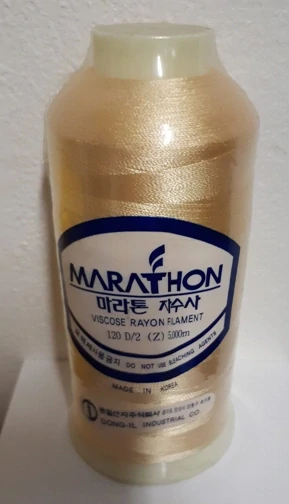 MARATHON
마라톤 자수사
VISCOSE RAYON FILAMENT
120 D/2 (Z) 5,000m
DO NOT USE BLEACHING AGENTS
MADE IN KOREA
DONG-IL INDUSTRIAL CO.